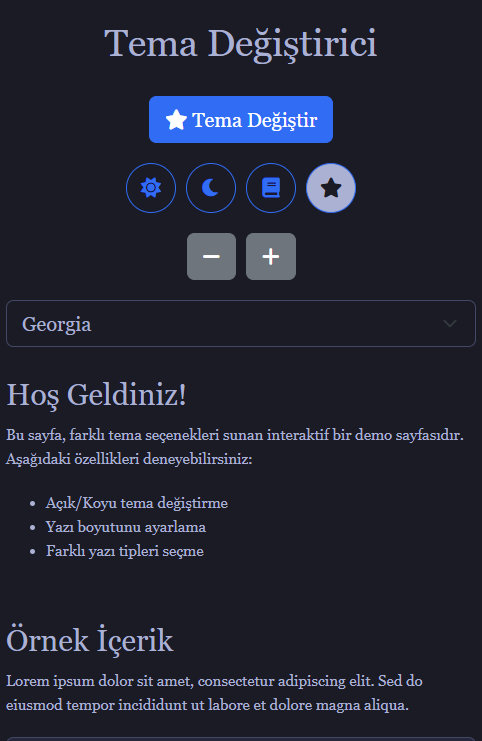 Tema Değiştirici
Tema Değiştir
Georgia
Hoş Geldiniz!
Bu sayfa, farklı tema seçenekleri sunan interaktif bir demo sayfasıdır.
Aşağıdaki özellikleri deneyebilirsiniz:
Açık/Koyu tema değiştirme
Yazı boyutunu ayarlama
Farklı yazı tipleri seçme
Örnek İçerik
Lorem ipsum dolor sit amet, consectetur adipiscing elit. Sed do
eiusmod tempor incididunt ut labore et dolore magna aliqua.